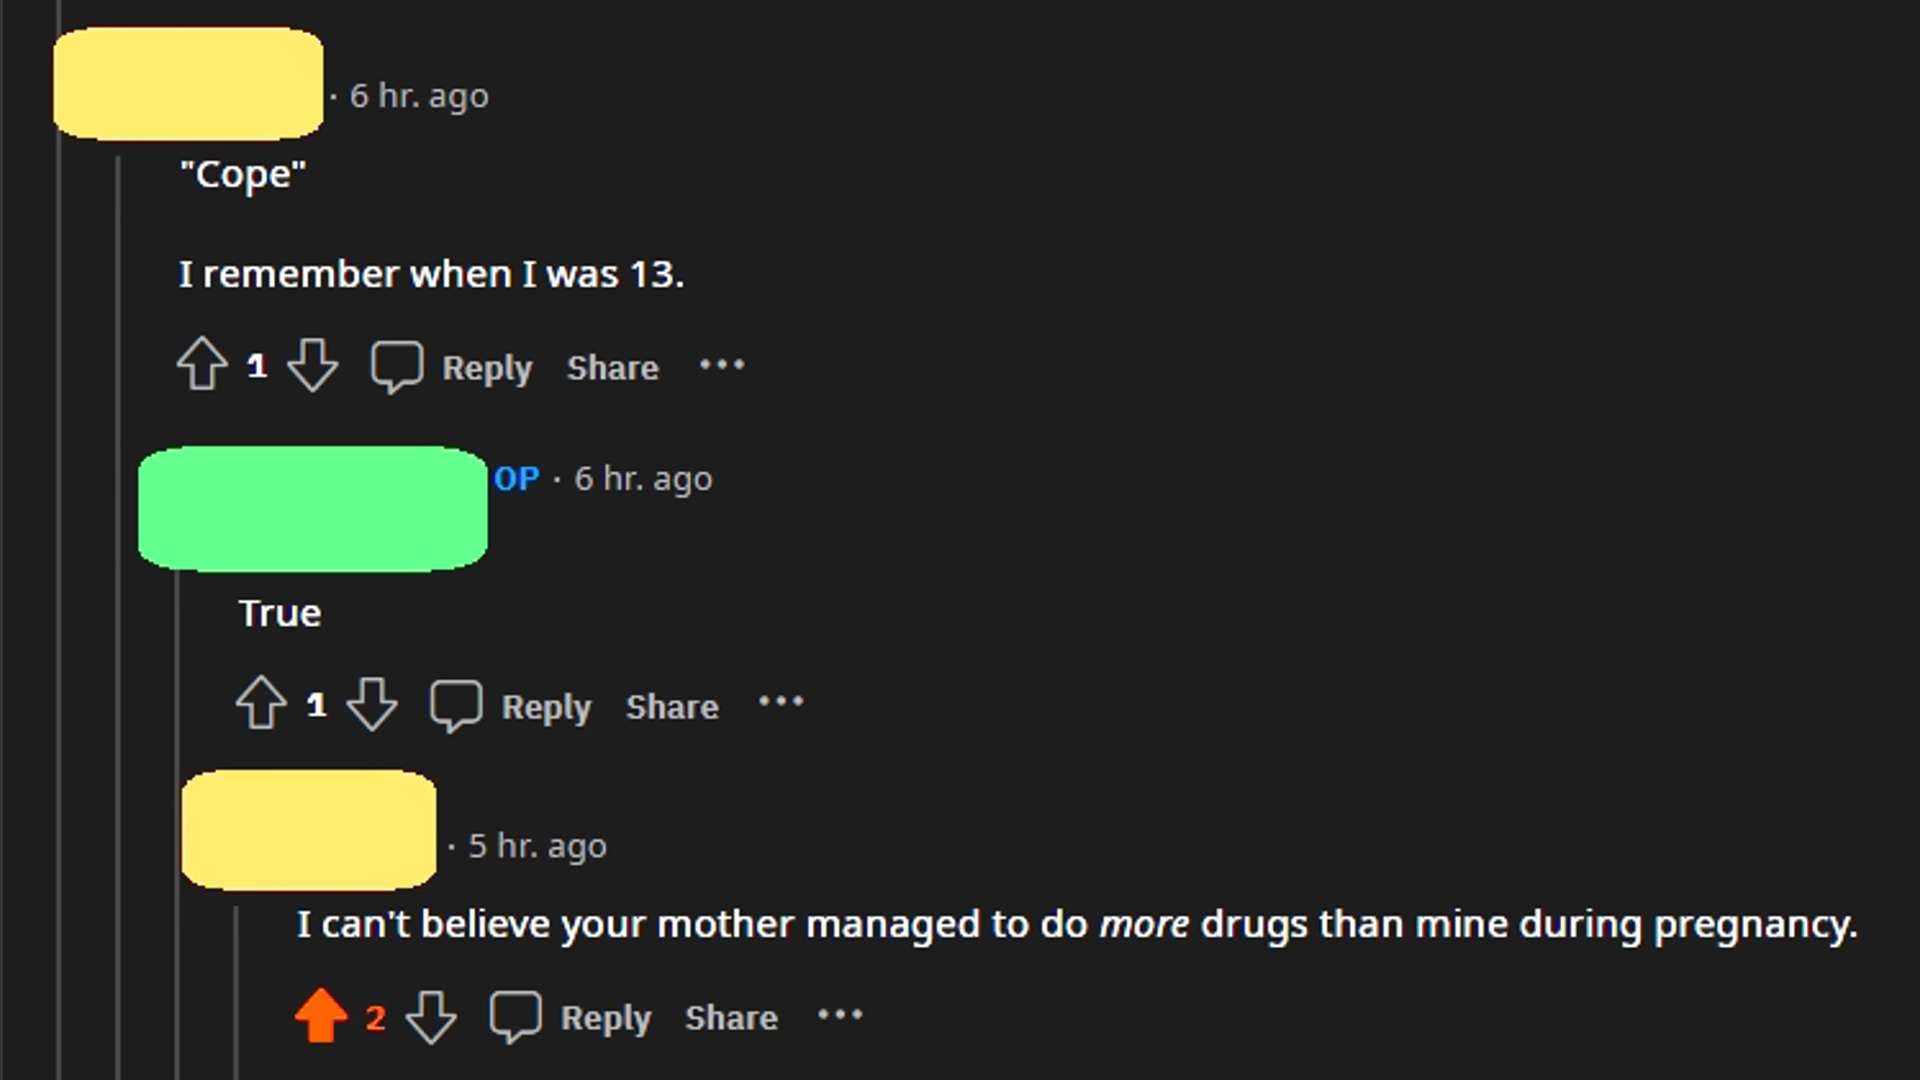 · 6 hr. ago
"Cope"
I remember when I was 13.
1 Reply Share ...
OP · 6 hr. ago
True
1 Reply Share ...
· 5 hr. ago
I can't believe your mother managed to do more drugs than mine during pregnancy.
2 Reply Share ...